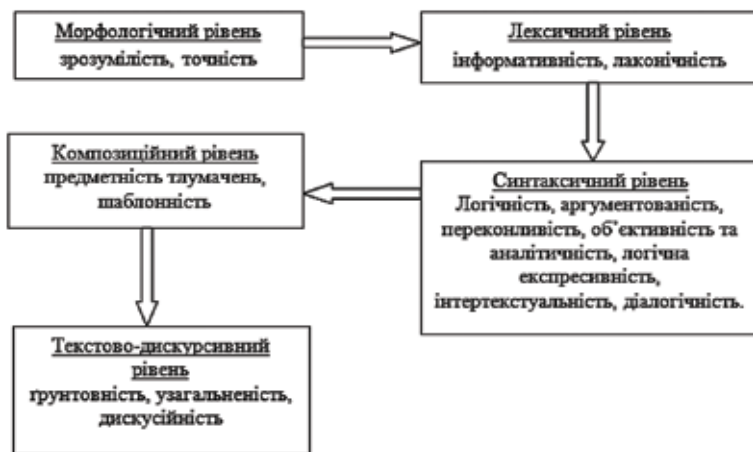 Морфологічний рівень
зрозумілість, точність
Лексичний рівень
інформативність, лаконічність
Синтаксичний рівень
Логічність, аргументованість,
переконливість, об’єктивність та
аналітичність, логічна
експресивність,
інтертекстуальність, діалогічність.
Композиційний рівень
предметність тлумачень,
шаблонність
Текстово-дискурсивний
рівень
ґрунтовність, узагальненість,
дискусійність